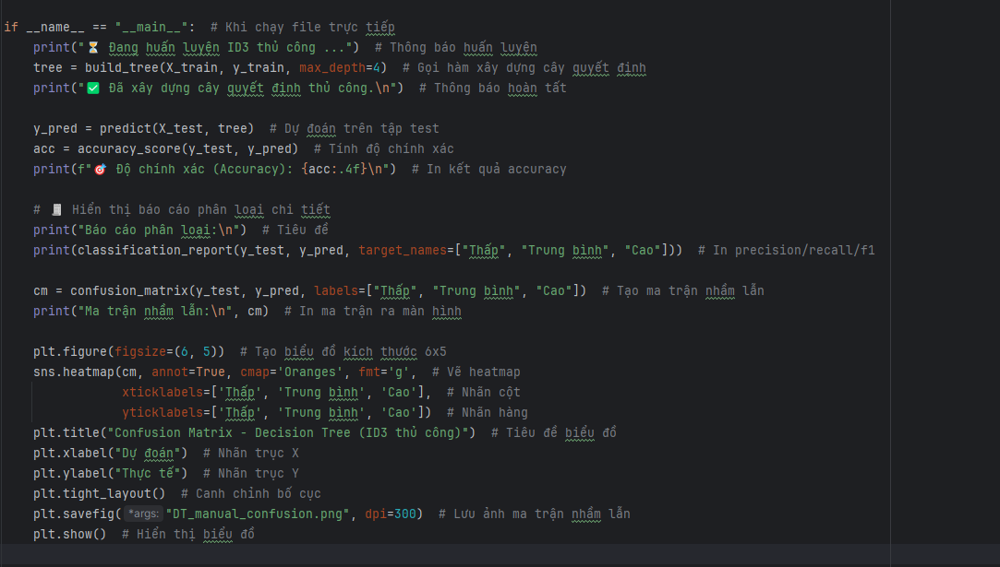 if __name__ == "__main__":  # Khi chạy file trực tiếp
    print("⏳ Đang huấn luyện ID3 thủ công ...")  # Thông báo huấn luyện
    tree = build_tree(X_train, y_train, max_depth=4)  # Gọi hàm xây dựng cây quyết định
    print("✅ Đã xây dựng cây quyết định thủ công.\n")  # Thông báo hoàn tất
    y_pred = predict(X_test, tree)  # Dự đoán trên tập test
    acc = accuracy_score(y_test, y_pred)  # Tính độ chính xác
    print(f"🎯 Độ chính xác (Accuracy): {acc:.4f}\n")  # In kết quả accuracy
    # 🧾 Hiển thị báo cáo phân loại chi tiết
    print("Báo cáo phân loại:\n")  # Tiêu đề
    print(classification_report(y_test, y_pred, target_names=["Thấp", "Trung bình", "Cao"]))  # In precision/recall/f1
    cm = confusion_matrix(y_test, y_pred, labels=["Thấp", "Trung bình", "Cao"])  # Tạo ma trận nhầm lẫn
    print("Ma trận nhầm lẫn:\n", cm)  # In ma trận ra màn hình
    plt.figure(figsize=(6, 5))  # Tạo biểu đồ kích thước 6x5
    sns.heatmap(cm, annot=True, cmap='Oranges', fmt='g',  # Vẽ heatmap
                xticklabels=['Thấp', 'Trung bình', 'Cao'],  # Nhãn cột
                yticklabels=['Thấp', 'Trung bình', 'Cao'])  # Nhãn hàng
    plt.title("Confusion Matrix - Decision Tree (ID3 thủ công)")  # Tiêu đề biểu đồ
    plt.xlabel("Dự đoán")  # Nhãn trục X
    plt.ylabel("Thực tế")  # Nhãn trục Y
    plt.tight_layout()  # Canh chỉnh bố cục
    plt.savefig( *args: "DT_manual_confusion.png", dpi=300)  # Lưu ảnh ma trận nhầm lẫn
    plt.show()  # Hiển thị biểu đồ